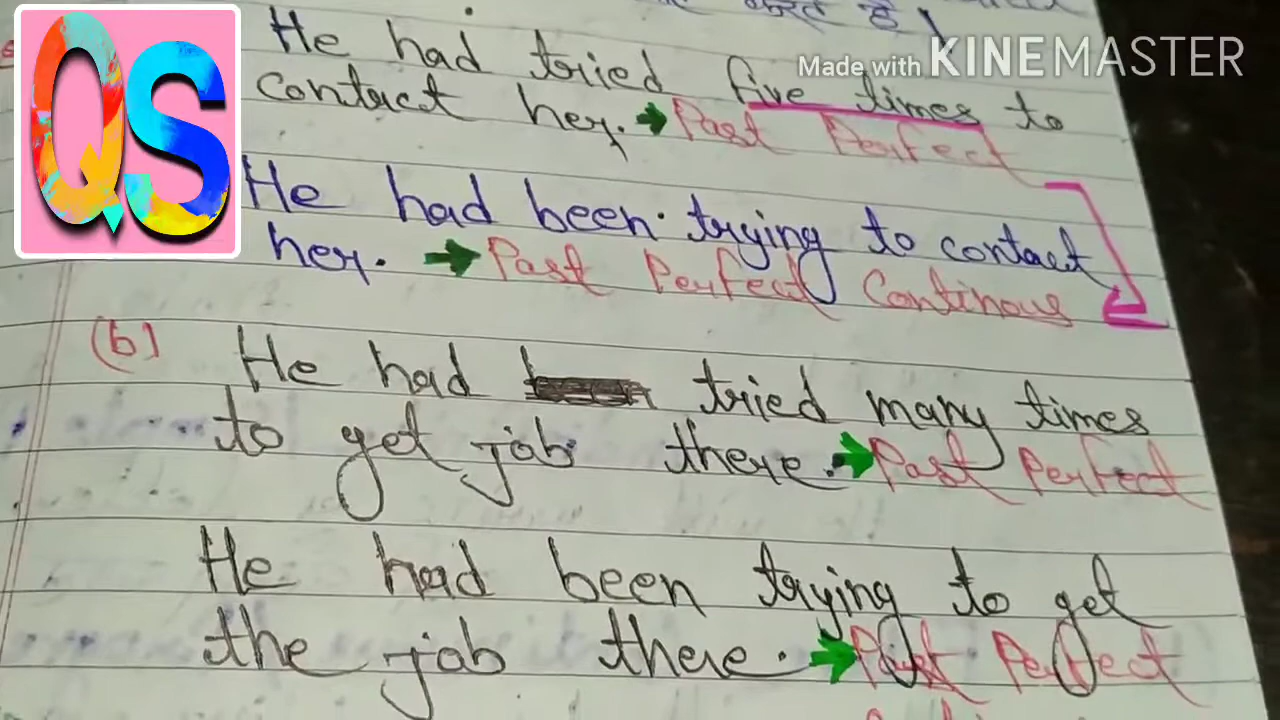 करते है।
He had tried five times to
contact her. → Past Perfect
He had been trying to contact
her. → Past Perfect Continous
(b) He had tried many times
to get job there. → Past Perfect
He had been trying to get
the job there. → Past Perfect
QS
Made with KINEMASTER